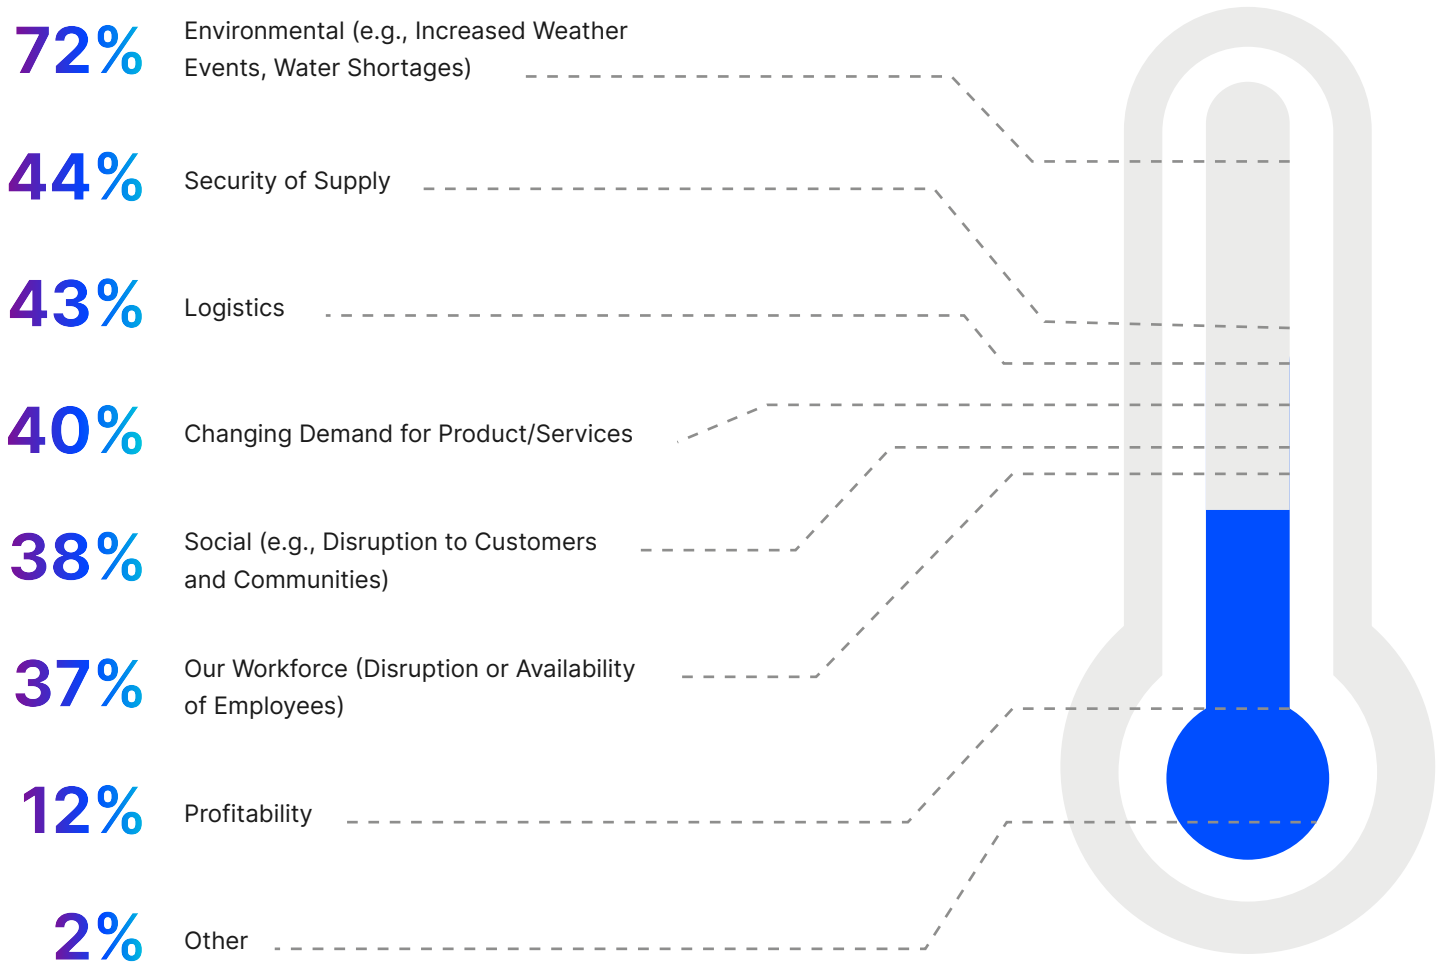 72%
Environmental (e.g., Increased Weather
Events, Water Shortages)
44%
Security of Supply
43%
Logistics
40%
Changing Demand for Product/Services
38%
Social (e.g., Disruption to Customers
and Communities)
37%
Our Workforce (Disruption or Availability
of Employees)
12%
Profitability
2%
Other